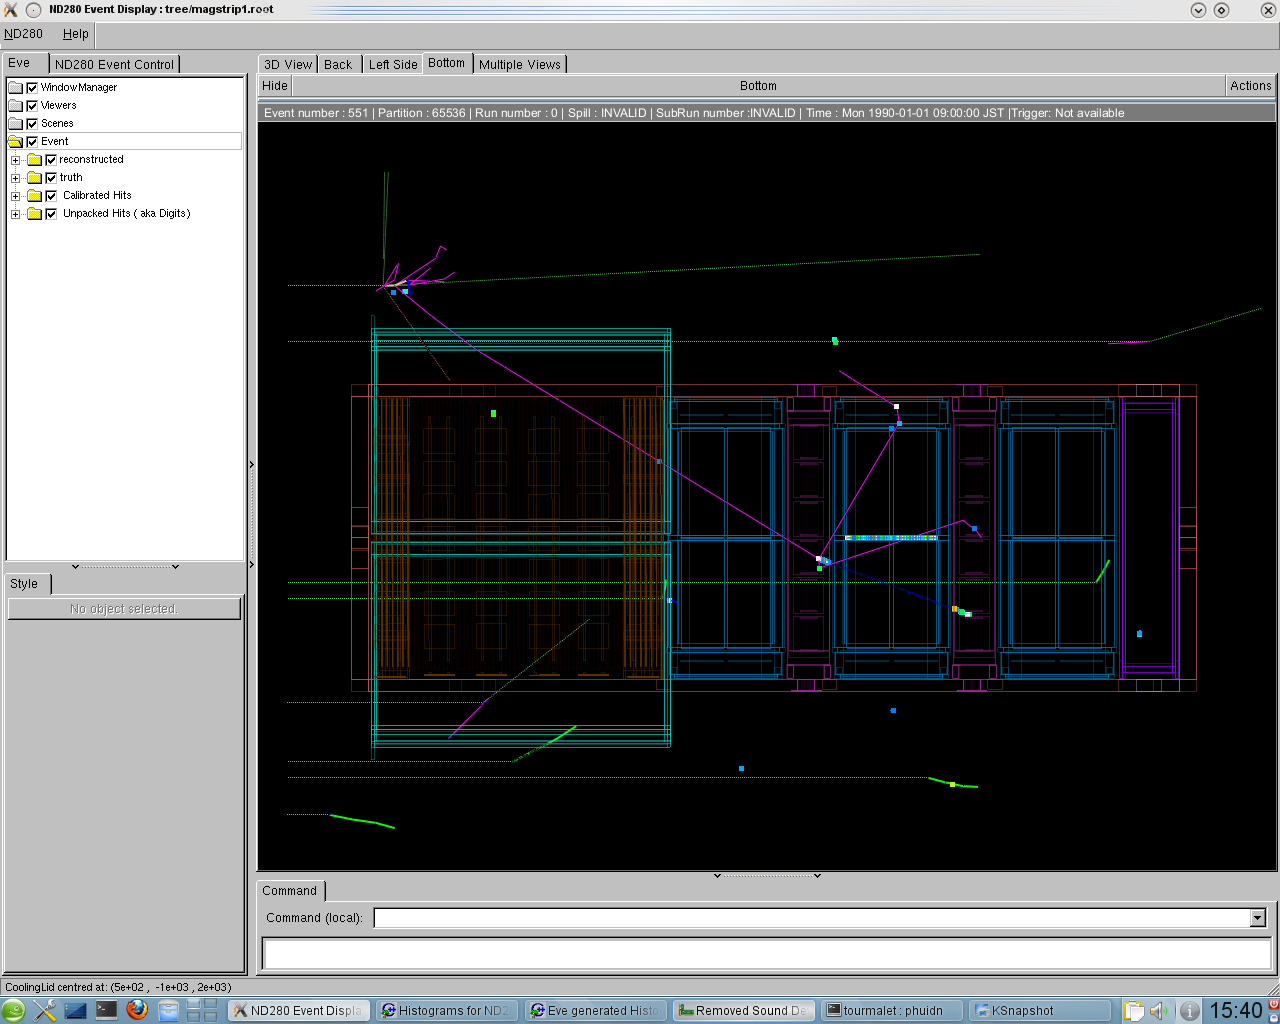 ND280 Event Display : tree/magstrip1.root
ND280 Help
Eve ND280 Event Control
WindowManager
Viewers
Scenes
Event
reconstructed
truth
Calibrated Hits
Unpacked Hits ( aka Digits)
Style
No object selected.
3D View Back Left Side Bottom Multiple Views
Hide Bottom Actions
Event number : 551 | Partition : 65536 | Run number : 0 | Spill : INVALID | SubRun number :INVALID | Time : Mon 1990-01-01 09:00:00 JST |Trigger: Not available
Command
Command (local):
CoolingLid centred at: (5e+02 , -1e+03 , 2e+03)
ND280 Event Displa Histograms for ND2 Eve generated Histo Removed Sound De tourmalet : phuidn KSnapshot 15:40